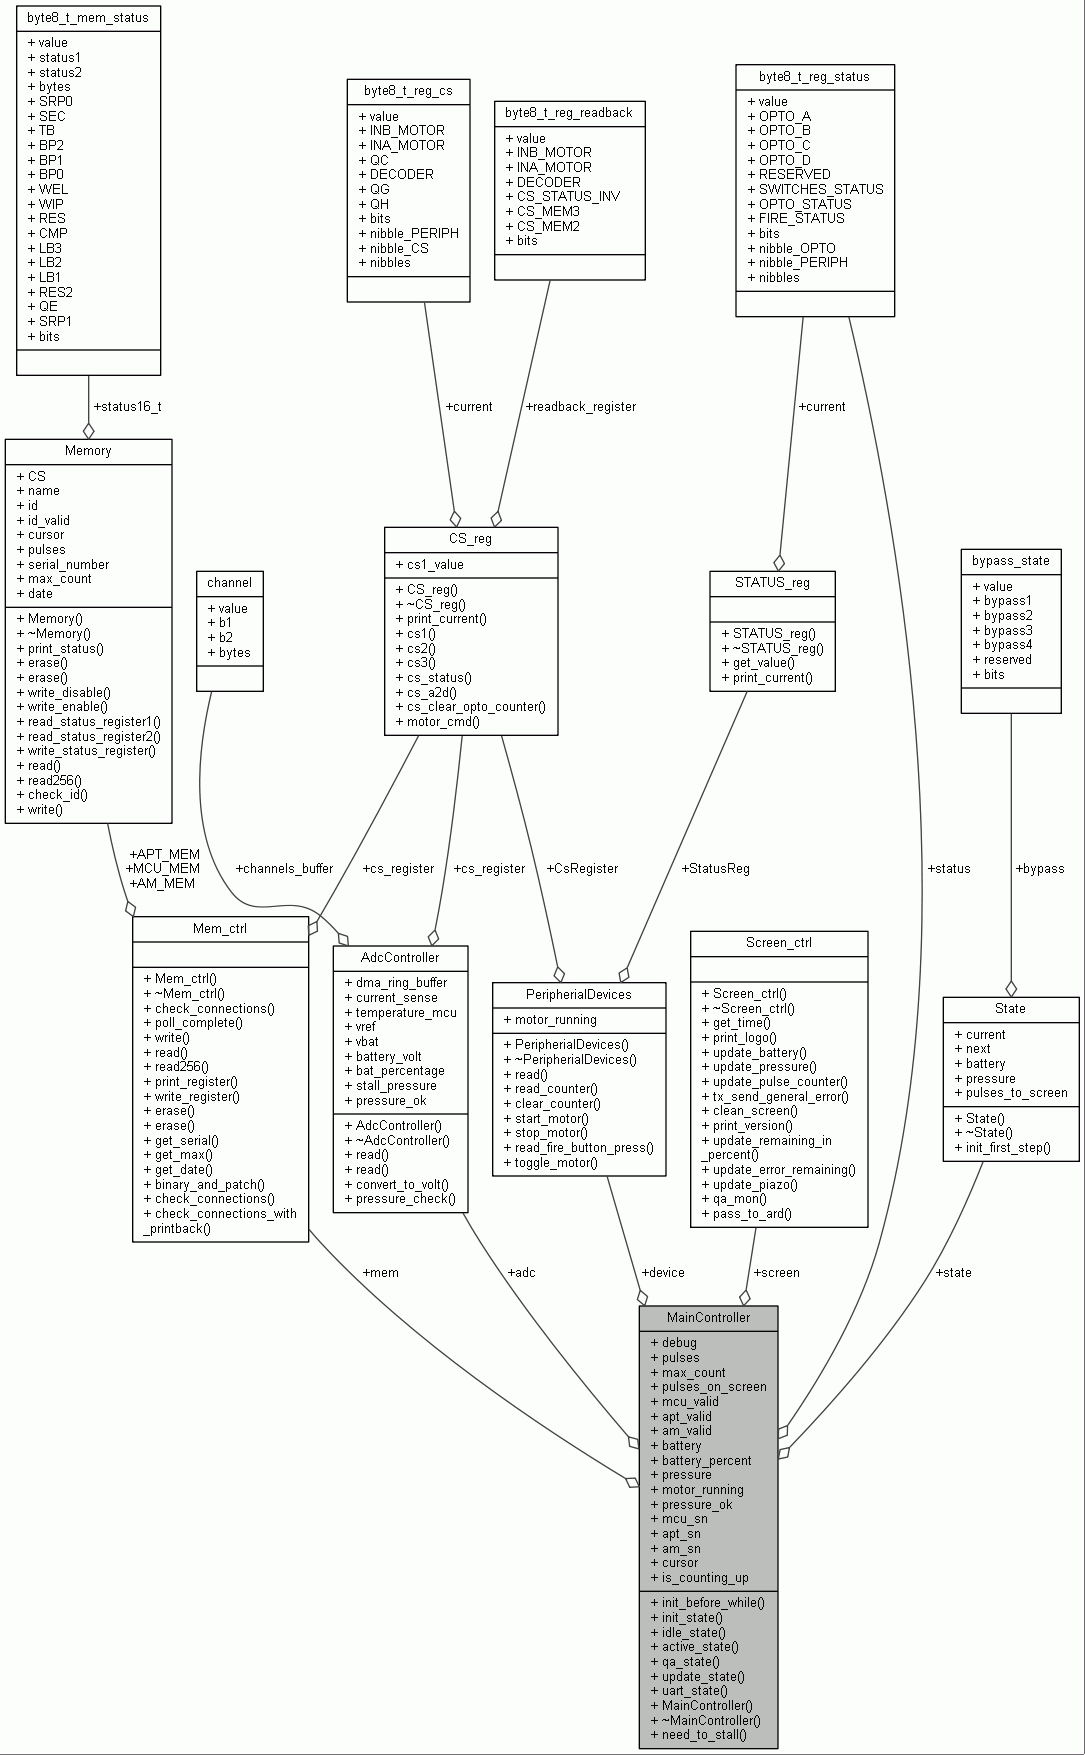 byte8_t_mem_status
+ value
+ status1
+ status2
+ bytes
+ SRP0
+ SEC
+ TB
+ BP2
+ BP1
+ BP0
+ WEL
+ WIP
+ RES
+ CMP
+ LB3
+ LB2
+ LB1
+ RES2
+ QE
+ SRP1
+ bits
byte8_t_reg_cs
+ value
+ INB_MOTOR
+ INA_MOTOR
+ QC
+ DECODER
+ QG
+ QH
+ bits
+ nibble_PERIPH
+ nibble_CS
+ nibbles
byte8_t_reg_readback
+ value
+ INB_MOTOR
+ INA_MOTOR
+ DECODER
+ CS_STATUS_INV
+ CS_MEM3
+ CS_MEM2
+ bits
byte8_t_reg_status
+ value
+ OPTO_A
+ OPTO_B
+ OPTO_C
+ OPTO_D
+ RESERVED
+ SWITCHES_STATUS
+ OPTO_STATUS
+ FIRE_STATUS
+ bits
+ nibble_OPTO
+ nibble_PERIPH
+ nibbles
+status16_t
+current
+readback_register
+current
Memory
+ CS
+ name
+ id
+ id_valid
+ cursor
+ pulses
+ serial_number
+ max_count
+ date
+ Memory()
+ ~Memory()
+ print_status()
+ erase()
+ erase()
+ write_disable()
+ write_enable()
+ read_status_register1()
+ read_status_register2()
+ write_status_register()
+ read()
+ read256()
+ check_id()
+ write()
channel
+ value
+ b1
+ b2
+ bytes
CS_reg
+ cs1_value
+ CS_reg()
+ ~CS_reg()
+ print_current()
+ cs1()
+ cs2()
+ cs3()
+ cs_status()
+ cs_a2d()
+ cs_clear_opto_counter()
+ motor_cmd()
STATUS_reg
+ STATUS_reg()
+ ~STATUS_reg()
+ get_value()
+ print_current()
bypass_state
+ value
+ bypass1
+ bypass2
+ bypass3
+ bypass4
+ reserved
+ bits
+APT_MEM
+MCU_MEM
+AM_MEM
+channels_buffer
+cs_register
+cs_register
+CsRegister
+StatusReg
+status
+bypass
Mem_ctrl
+ Mem_ctrl()
+ ~Mem_ctrl()
+ check_connections()
+ poll_complete()
+ write()
+ read()
+ read256()
+ print_register()
+ write_register()
+ erase()
+ erase()
+ get_serial()
+ get_max()
+ get_date()
+ binary_and_patch()
+ check_connections()
+ check_connections_with
_printback()
AdcController
+ dma_ring_buffer
+ current_sense
+ temperature_mcu
+ vref
+ vbat
+ battery_volt
+ bat_percentage
+ stall_pressure
+ pressure_ok
+ AdcController()
+ ~AdcController()
+ read()
+ read()
+ convert_to_volt()
+ pressure_check()
PeripherialDevices
+ motor_running
+ PeripherialDevices()
+ ~PeripherialDevices()
+ read()
+ read_counter()
+ clear_counter()
+ start_motor()
+ stop_motor()
+ read_fire_button_press()
+ toggle_motor()
Screen_ctrl
+ Screen_ctrl()
+ ~Screen_ctrl()
+ get_time()
+ print_logo()
+ update_battery()
+ update_pressure()
+ update_pulse_counter()
+ tx_send_general_error()
+ clean_screen()
+ print_version()
+ update_remaining_in
_percent()
+ update_error_remaining()
+ update_piazo()
+ qa_mon()
+ pass_to_ard()
State
+ current
+ next
+ battery
+ pressure
+ pulses_to_screen
+ State()
+ ~State()
+ init_first_step()
+mem
+adc
+device
+screen
+state
MainController
+ debug
+ pulses
+ max_count
+ pulses_on_screen
+ mcu_valid
+ apt_valid
+ am_valid
+ battery
+ battery_percent
+ pressure
+ motor_running
+ pressure_ok
+ mcu_sn
+ apt_sn
+ am_sn
+ cursor
+ is_counting_up
+ init_before_while()
+ init_state()
+ idle_state()
+ active_state()
+ qa_state()
+ update_state()
+ uart_state()
+ MainController()
+ ~MainController()
+ need_to_stall()